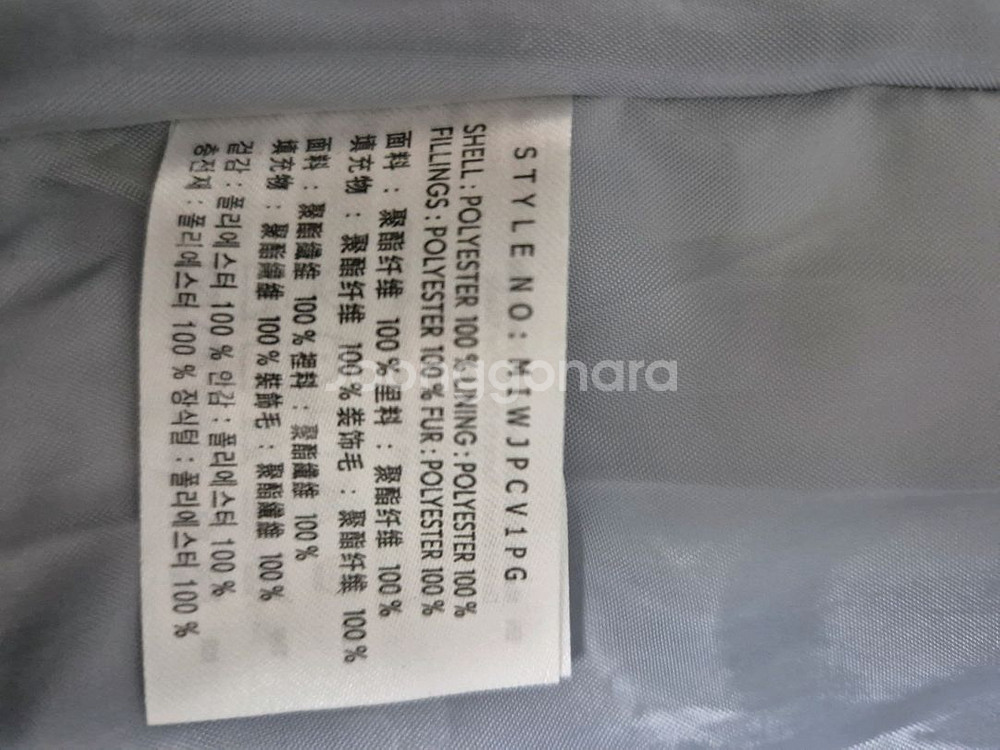 STYLE NO: MIWJPCV1PG
SHELL : POLYESTER 100 % LINING : POLYESTER 100 %
FILLINGS : POLYESTER 100 % FUR : POLYESTER 100 %
面料 : 聚酯纤维 100 % 里料 : 聚酯纤维 100 %
填充物 : 聚酯纤维 100 % 装饰毛 : 聚酯纤维 100 %
面料 : 聚酯纖維 100 % 裡料 : 聚酯纖維 100 %
填充物 : 聚酯纖維 100 % 裝飾毛 : 聚酯纖維 100 %
겉감 : 폴리에스터 100 % 안감 : 폴리에스터 100 %
충전재 : 폴리에스터 100 % 장식털 : 폴리에스터 100 %
joonggonara